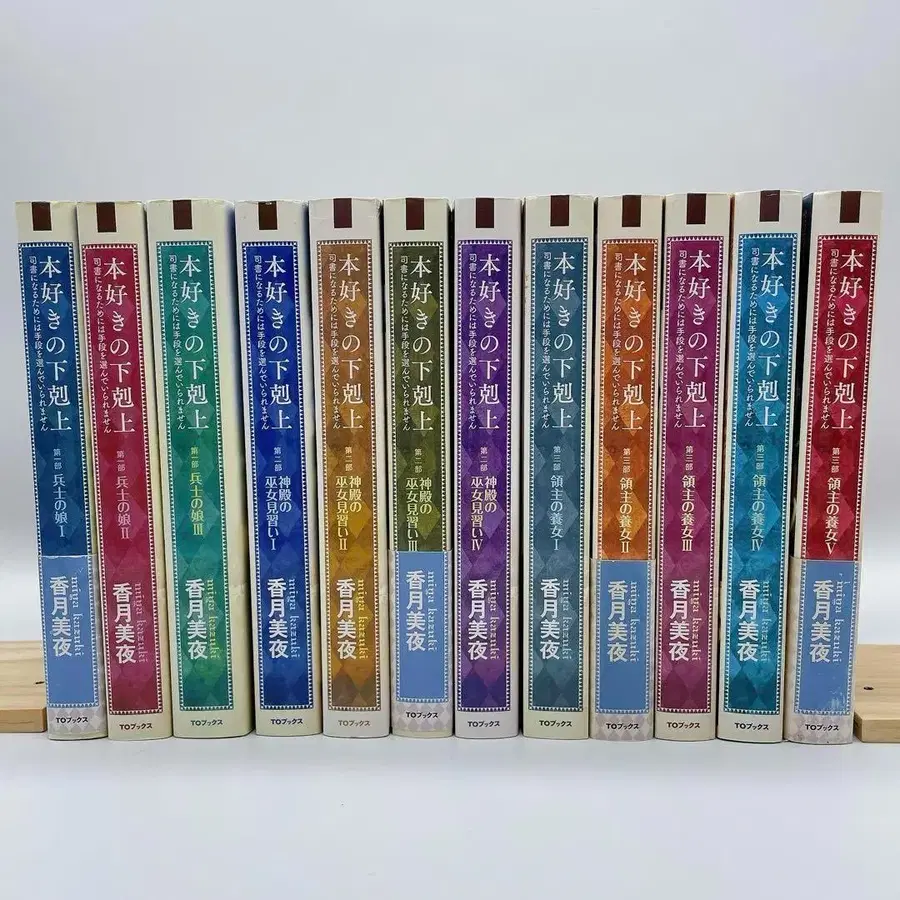 本好きの下剋上
司書になるためには手段を選んでいられません
第一部
兵士の娘I
香月美夜
TOブックス
本好きの下剋上
司書になるためには手段を選んでいられません
第一部
兵士の娘II
miya kazuki
香月美夜
TOブックス
本好きの下剋上
司書になるためには手段を選んでいられません
第一部
兵士の娘III
miya kazuki
香月美夜
TOブックス
本好きの下剋上
司書になるためには手段を選んでいられません
第二部
神殿の
巫女見習いI
miya kazuki
香月美夜
TOブックス
本好きの下剋上
司書になるためには手段を選んでいられません
第二部
神殿の
巫女見習いII
miya kazuki
香月美夜
TOブックス
本好きの下剋上
司書になるためには手段を選んでいられません
第二部
神殿の
巫女見習いIII
miya kazuki
香月美夜
TOブックス
本好きの下剋上
司書になるためには手段を選んでいられません
第二部
神殿の
巫女見習いIV
miya kazuki
香月美夜
TOブックス
本好きの下剋上
司書になるためには手段を選んでいられません
第三部
領主の養女I
miya kazuki
香月美夜
TOブックス
本好きの下剋上
司書になるためには手段を選んでいられません
第三部
領主の養女II
miya kazuki
香月美夜
TOブックス
本好きの下剋上
司書になるためには手段を選んでいられません
第三部
領主の養女III
miya kazuki
香月美夜
TOブックス
本好きの下剋上
司書になるためには手段を選んでいられません
第三部
領主の養女IV
miya kazuki
香月美夜
TOブックス
本好きの下剋上
司書になるためには手段を選んでいられません
第三部
領主の養女V
miya kazuki
香月美夜
TOブックス